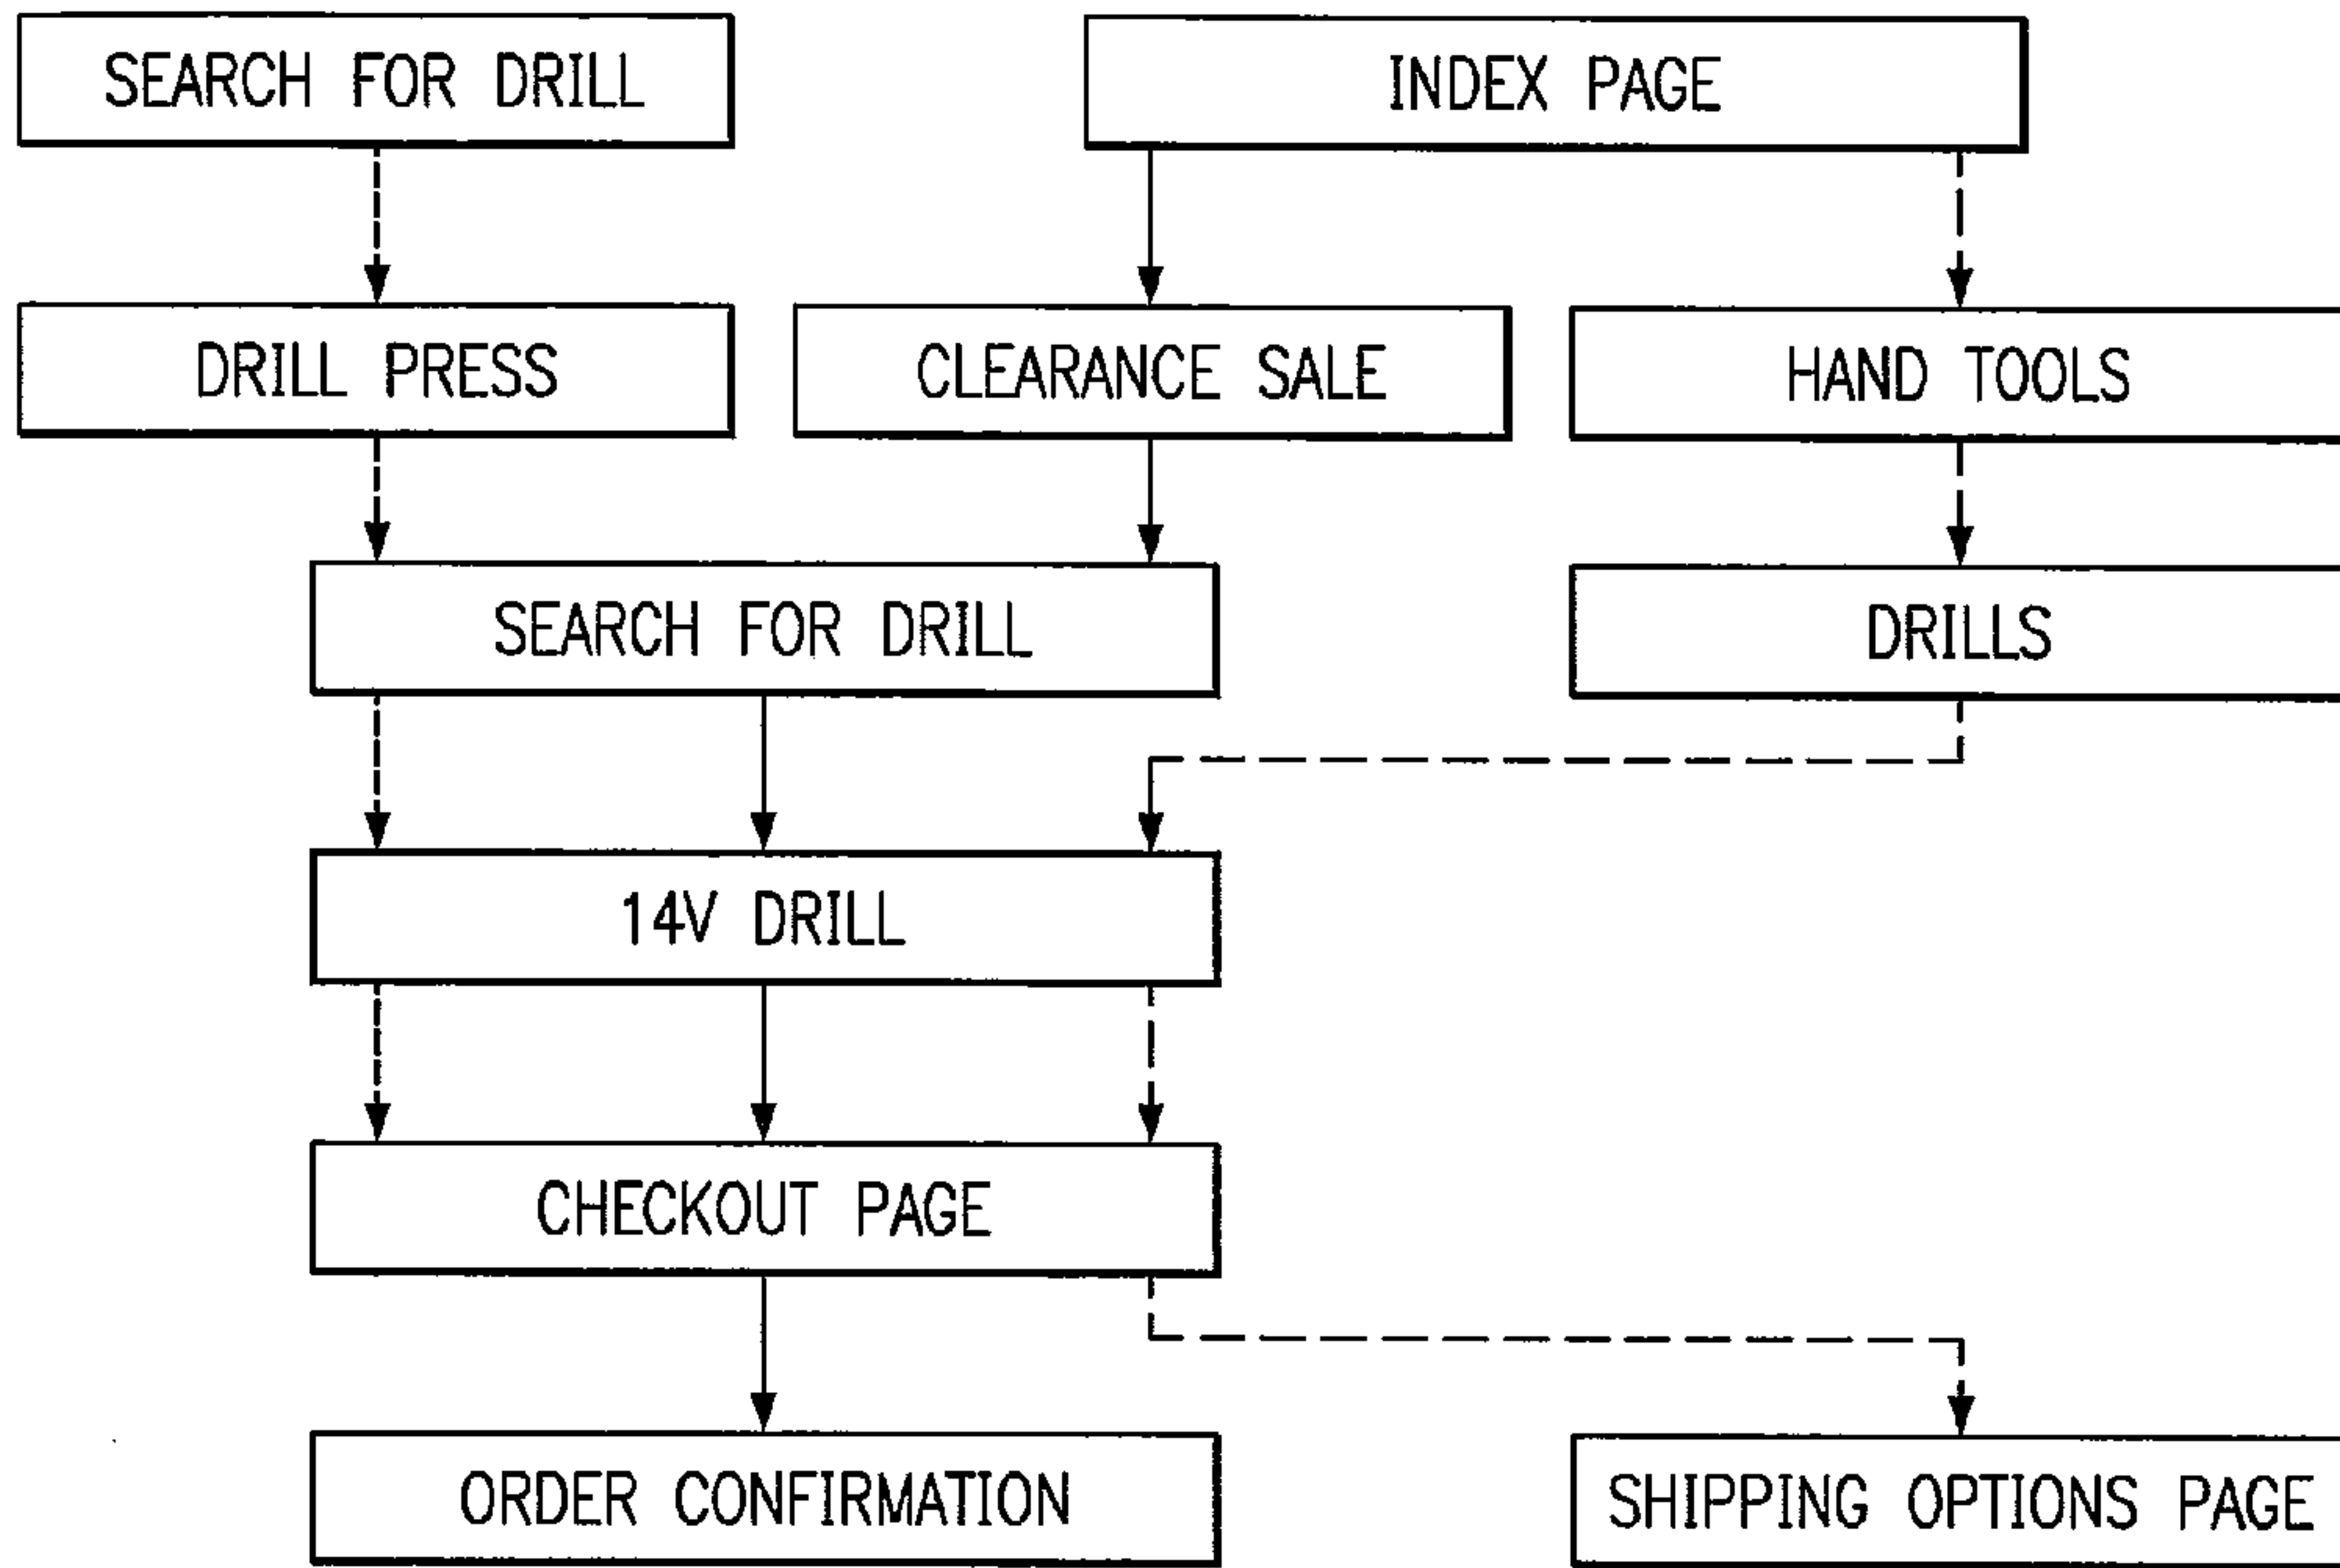 SEARCH FOR DRILL
INDEX PAGE
DRILL PRESS
CLEARANCE SALE
HAND TOOLS
SEARCH FOR DRILL
DRILLS
14V DRILL
CHECKOUT PAGE
ORDER CONFIRMATION
SHIPPING OPTIONS PAGE